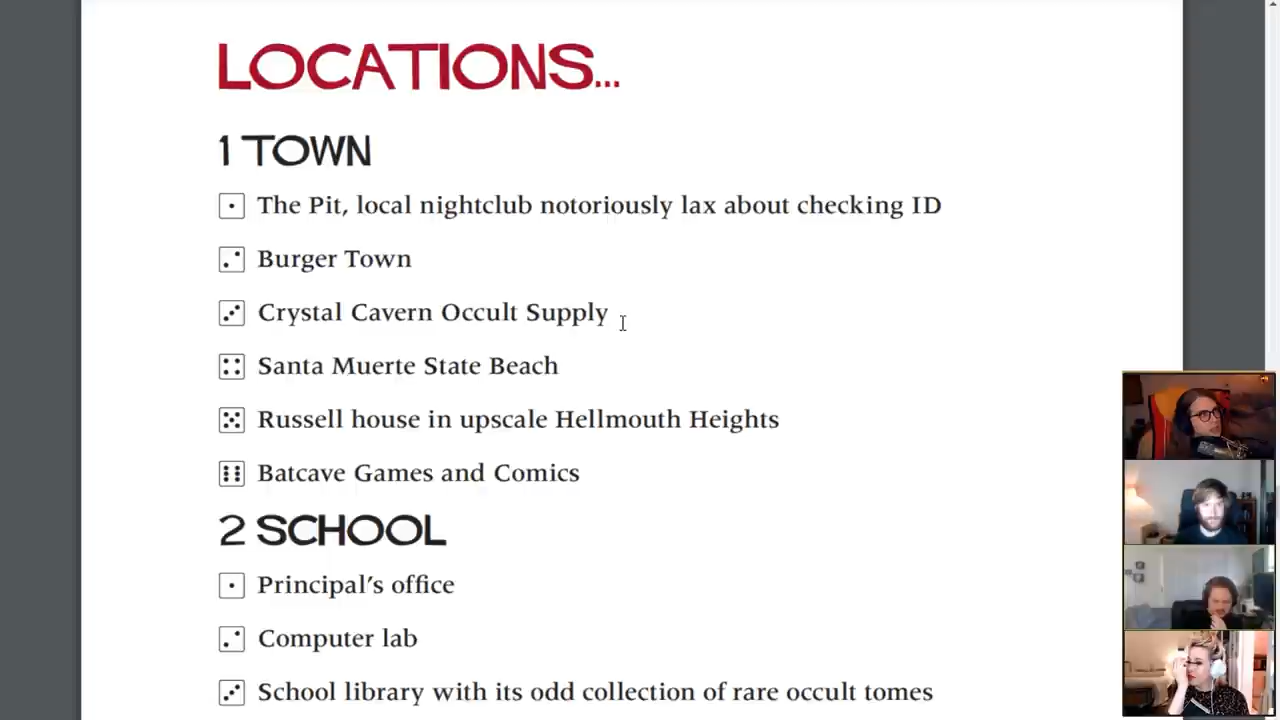 LOCATIONS...
1 TOWN
The Pit, local nightclub notoriously lax about checking ID
Burger Town
Crystal Cavern Occult Supply
Santa Muerte State Beach
Russell house in upscale Hellmouth Heights
Batcave Games and Comics
2 SCHOOL
Principal’s office
Computer lab
School library with its odd collection of rare occult tomes